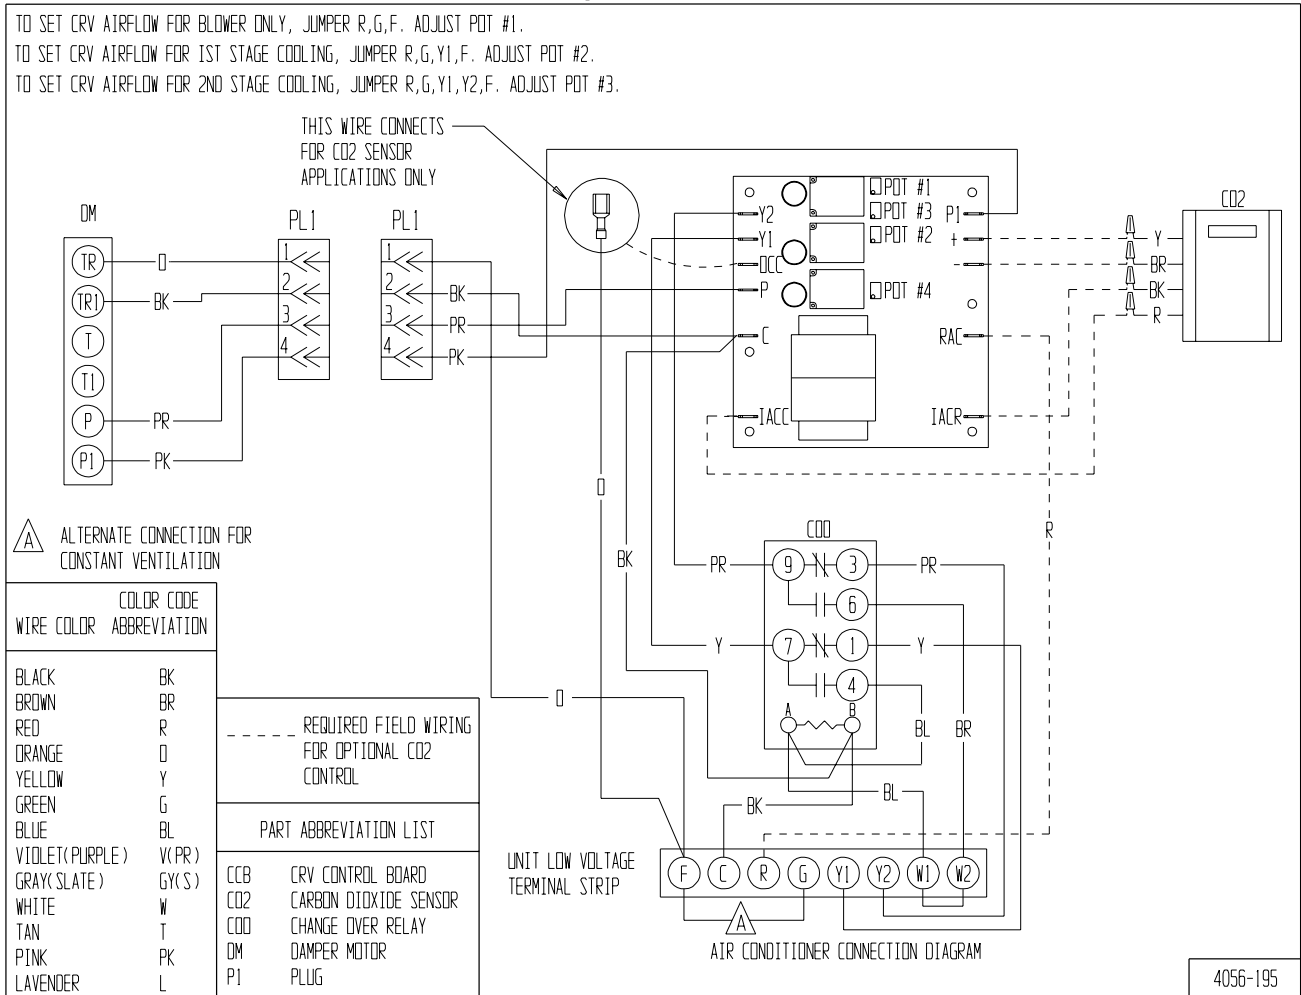 TO SET CRV AIRFLOW FOR BLOWER ONLY, JUMPER R,G,F. ADJUST POT #1.
TO SET CRV AIRFLOW FOR 1ST STAGE COOLING, JUMPER R,G,Y1,F. ADJUST POT #2.
TO SET CRV AIRFLOW FOR 2ND STAGE COOLING, JUMPER R,G,Y1,Y2,F. ADJUST POT #3.
THIS WIRE CONNECTS
FOR CO2 SENSOR
APPLICATIONS ONLY
DM
TR
TR1
T
T1
P
P1
O
BK
PR
PK
PL1
1
2
3
4
PL1
1
2
3
4
BK
PR
PK
Y2
Y1
OCC
P
C
IACC
POT #1
POT #3
POT #2
POT #4
P1
+
-
RAC
IACR
CO2
Y
BR
BK
R
O
BK
R
COO
PR
9
3
PR
6
Y
7
1
Y
4
A
B
BL
BR
O
BL
BK
UNIT LOW VOLTAGE
TERMINAL STRIP
F
C
R
G
Y1
Y2
W1
W2
A
AIR CONDITIONER CONNECTION DIAGRAM
A
ALTERNATE CONNECTION FOR
CONSTANT VENTILATION
COLOR CODE
WIRE COLOR ABBREVIATION
BLACK BK
BROWN BR
RED R
ORANGE O
YELLOW Y
GREEN G
BLUE BL
VIOLET(PURPLE) V(PR)
GRAY(SLATE) GY(S)
WHITE W
TAN T
PINK PK
LAVENDER L
REQUIRED FIELD WIRING
FOR OPTIONAL CO2
CONTROL
PART ABBREVIATION LIST
CCB CRV CONTROL BOARD
CO2 CARBON DIOXIDE SENSOR
COO CHANGE OVER RELAY
DM DAMPER MOTOR
P1 PLUG
4056-195